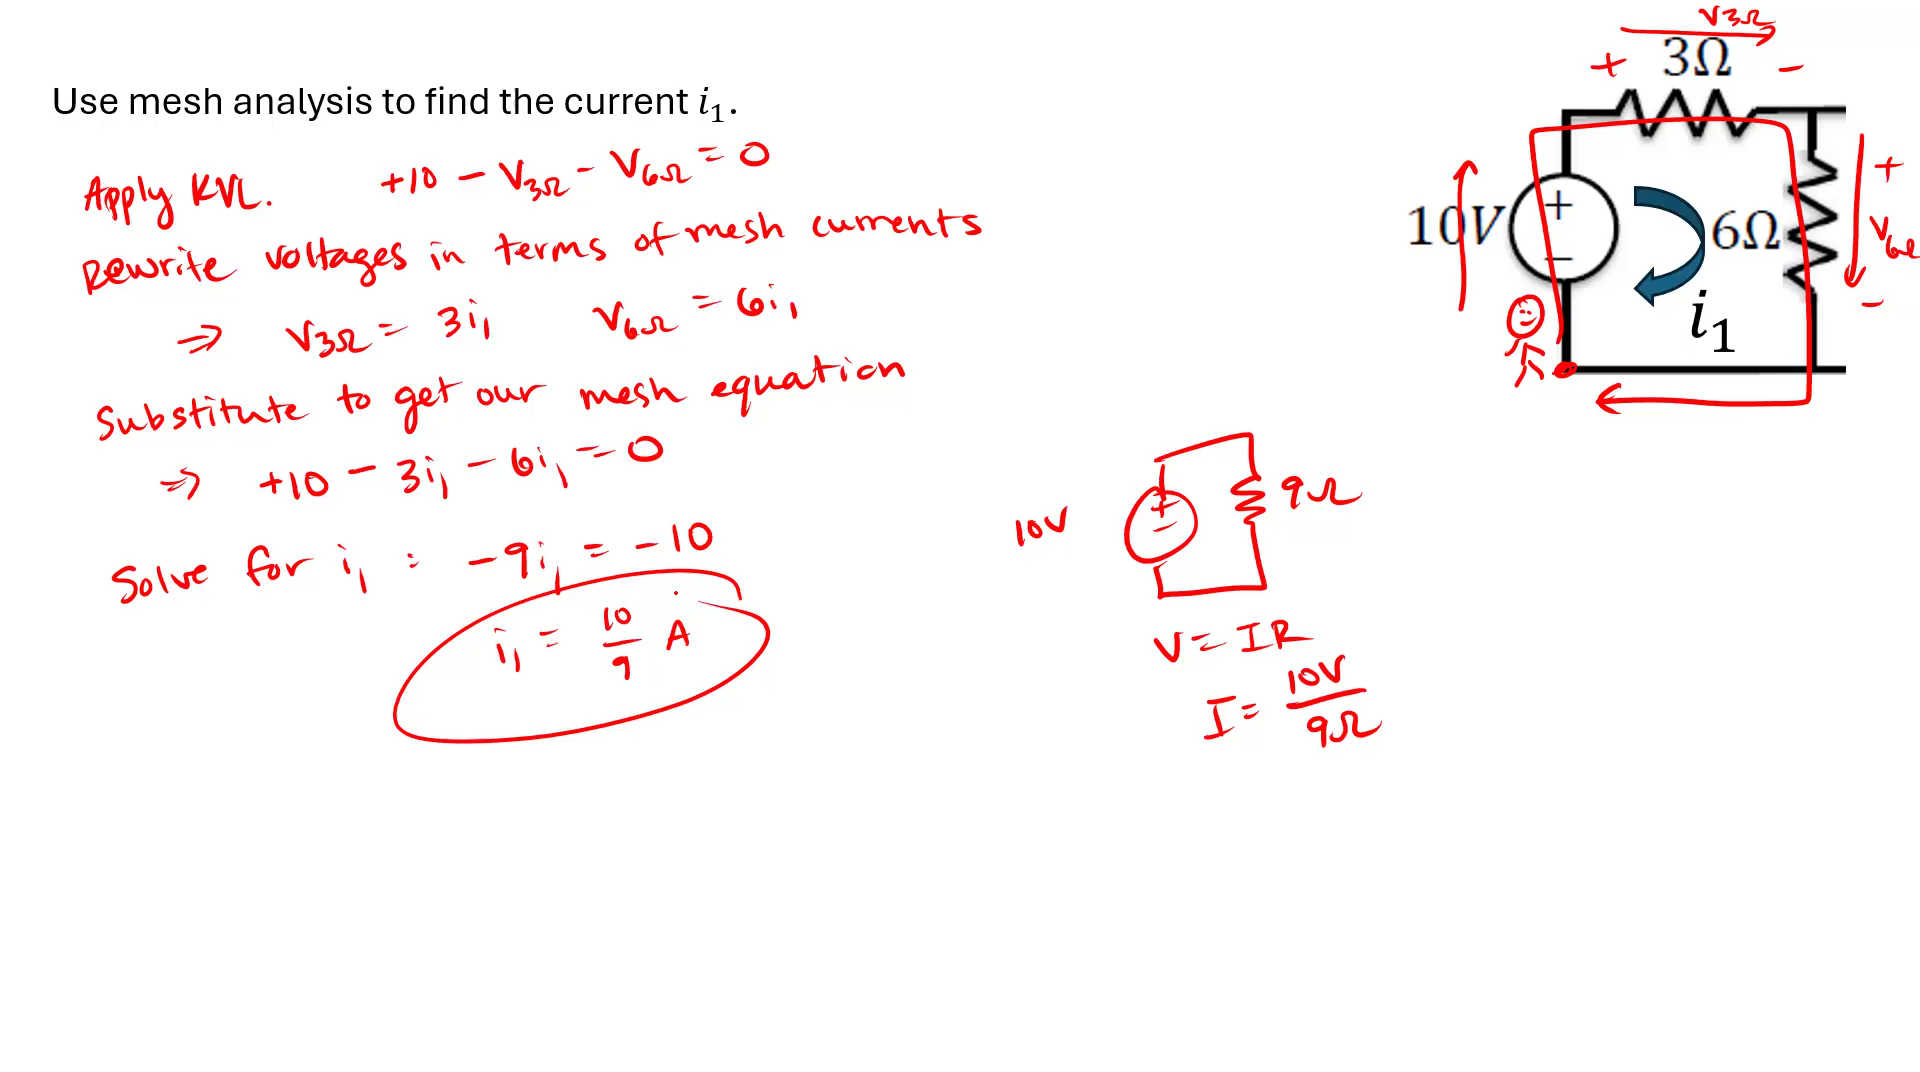 Use mesh analysis to find the current i₁.
Apply KVL. +10 - V3Ω - V6Ω = 0
Rewrite voltages in terms of mesh currents
⇒ V3Ω = 3i₁ V6Ω = 6i₁
Substitute to get our mesh equation
⇒ +10 - 3i₁ - 6i₁ = 0
Solve for i₁ : -9i₁ = -10
i₁ = 10/9 A
V3Ω
+ 3Ω -
10V + - 6Ω + V6Ω -
i₁
10V + - 9Ω
V = IR
I = 10V/9Ω